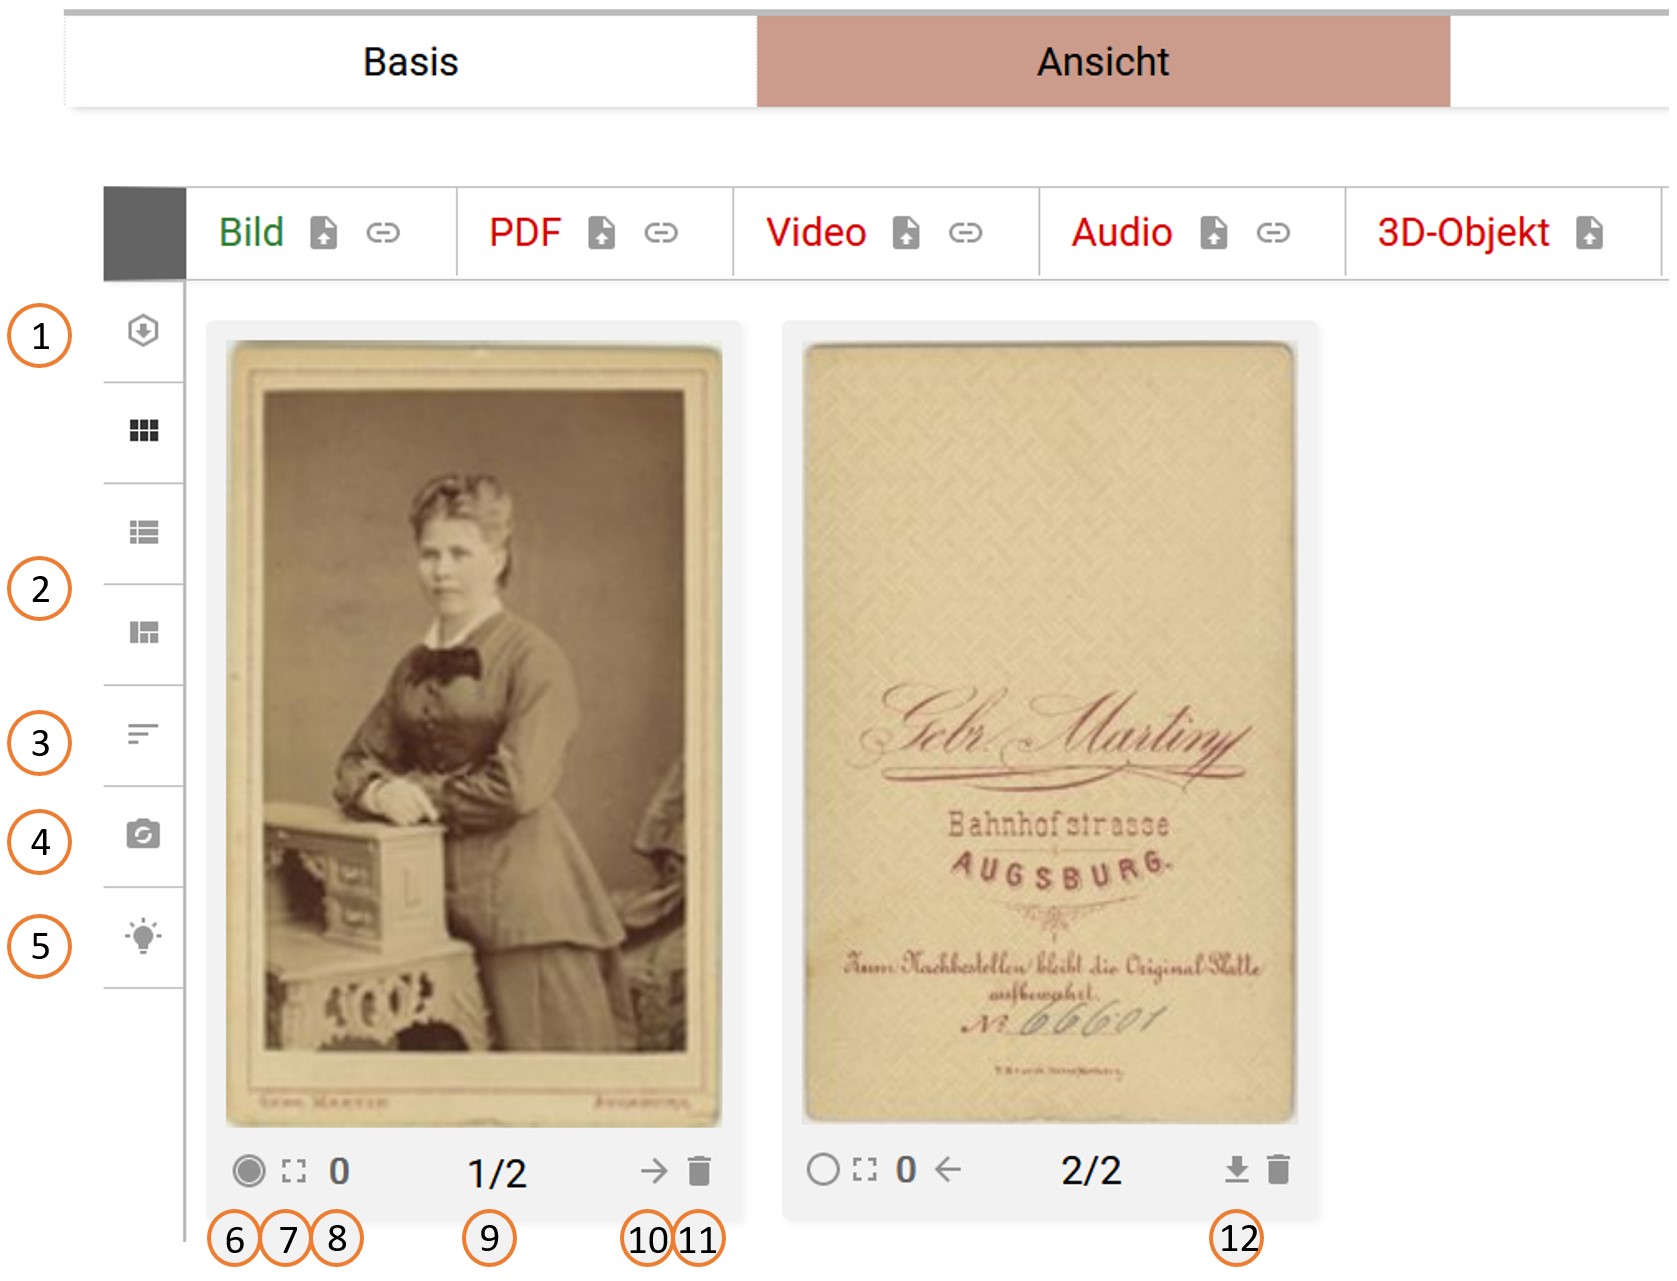 Basis
Ansicht
Bild
PDF
Video
Audio
3D-Objekt
1
2
3
4
5
L
Gebr. Martiny
Bahnhofstrasse
AUGSBURG.
Zum Nachbestellen bleibt die Original-Platte
aufbewahrt.
No 66601
0
1/2
0
2/2
6
7
8
9
10
11
12